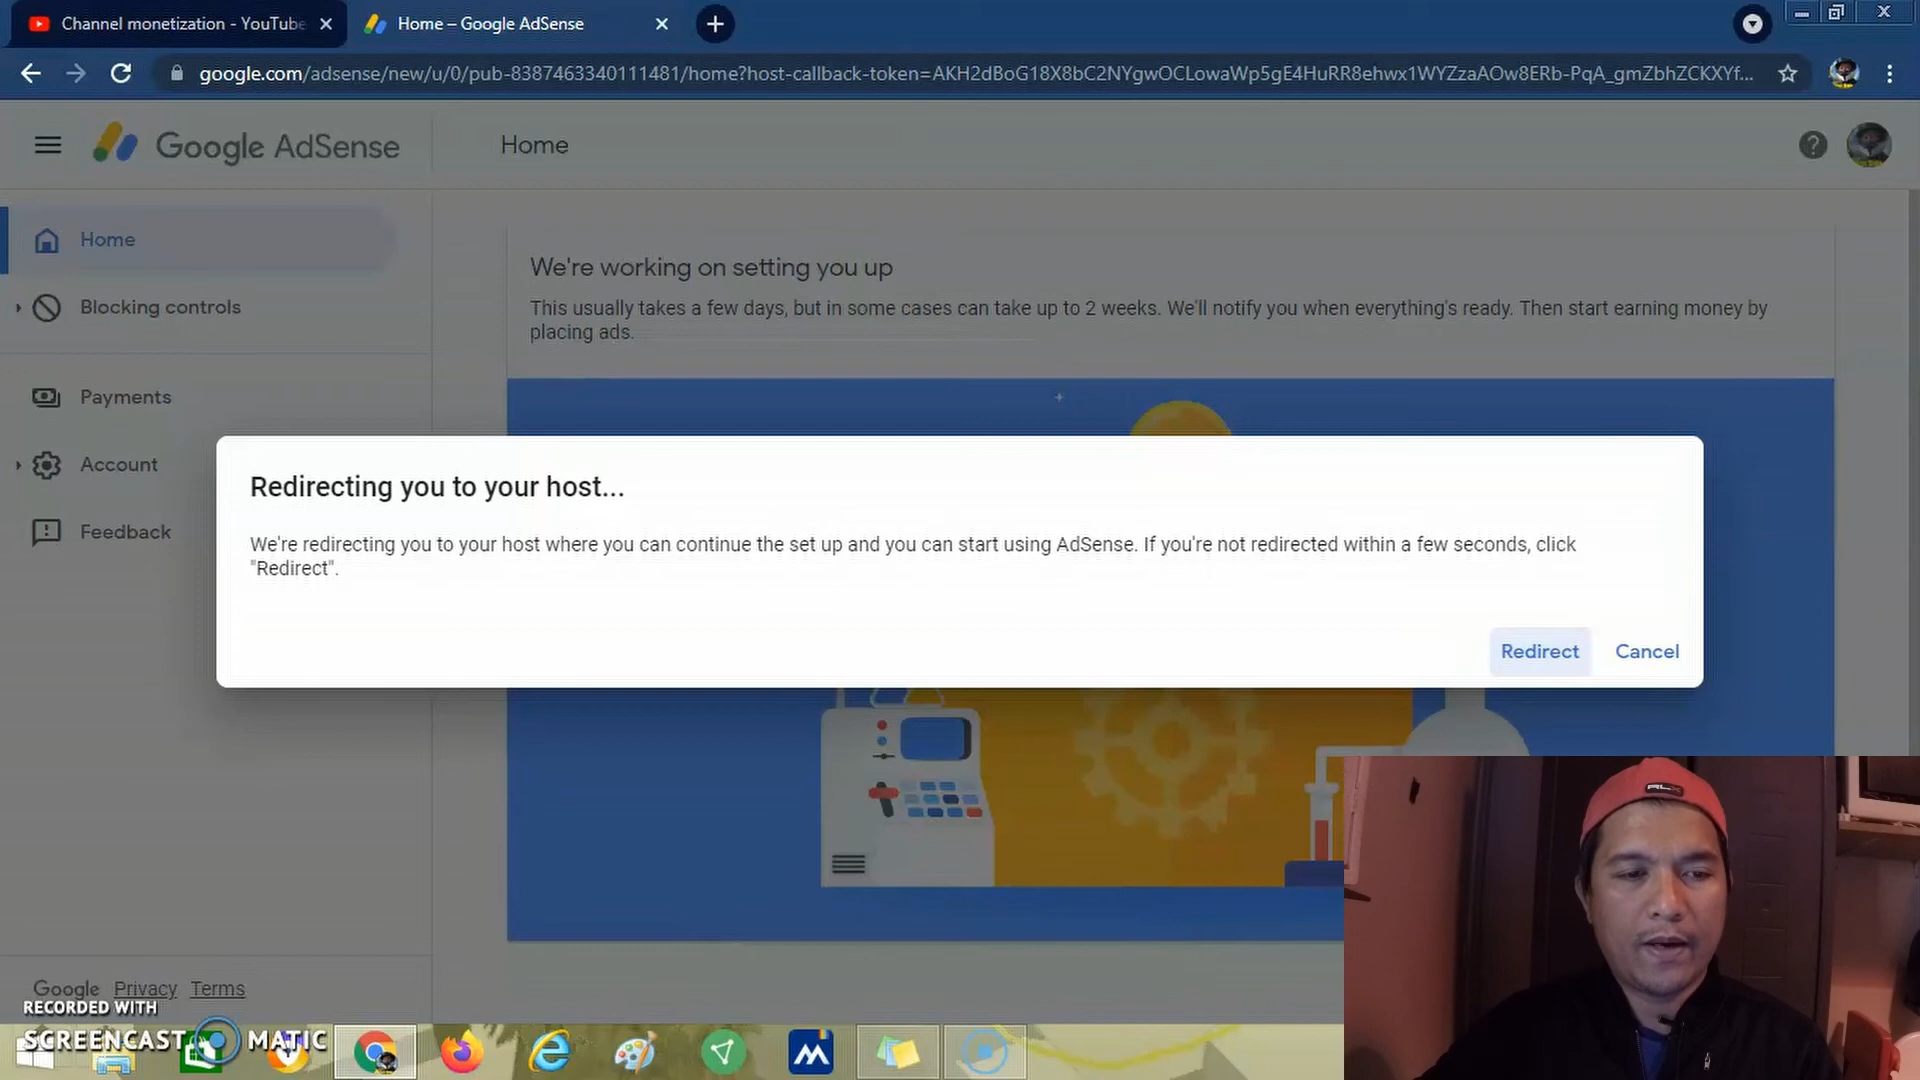 Channel monetization - YouTube
Home – Google AdSense
google.com/adsense/new/u/0/pub-8387463340111481/home?host-callback-token=AKH2dBoG18X8bC2NYgwOCLowaWp5gE4HuRR8ehwx1WYZzaAOw8ERb-PqA_gmZbhZCKXYf...
Google AdSense
Home
Home
Blocking controls
Payments
Account
Feedback
We're working on setting you up
This usually takes a few days, but in some cases can take up to 2 weeks. We'll notify you when everything's ready. Then start earning money by
placing ads.
Redirecting you to your host...
We're redirecting you to your host where you can continue the set up and you can start using AdSense. If you're not redirected within a few seconds, click
"Redirect".
Redirect Cancel
Google Privacy Terms
RECORDED WITH
SCREENCAST MATIC